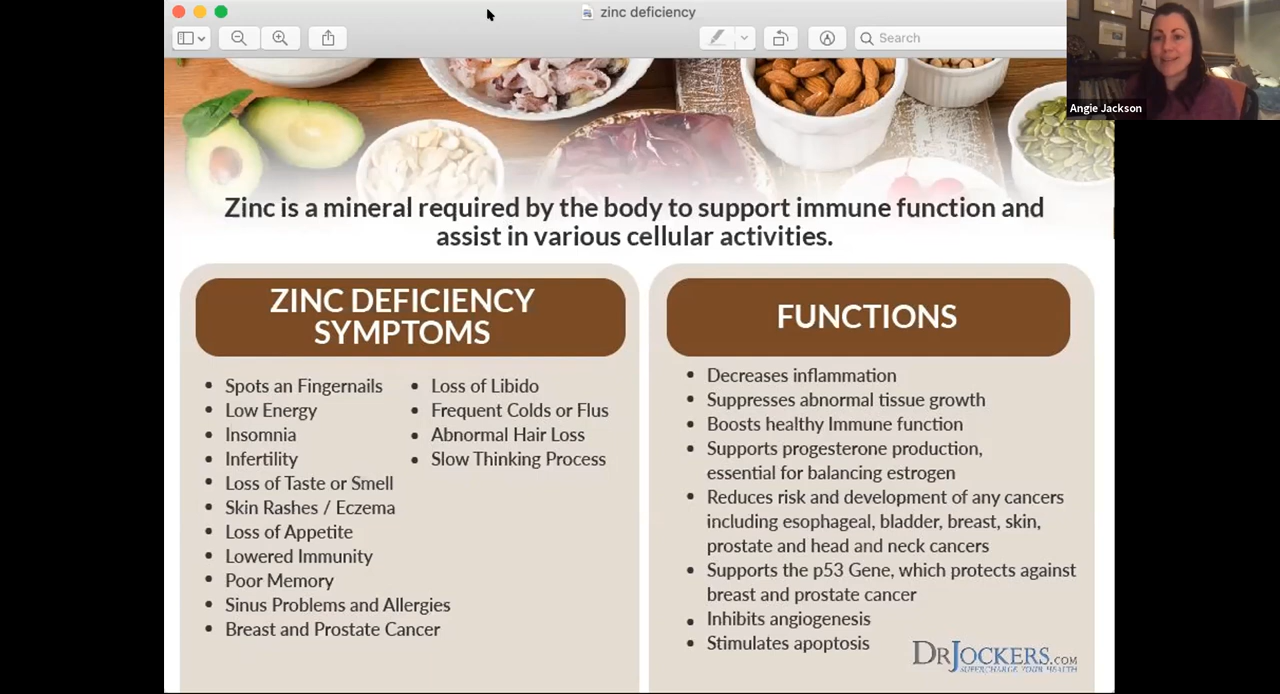 zinc deficiency
Search
Angie Jackson
Zinc is a mineral required by the body to support immune function and
assist in various cellular activities.
ZINC DEFICIENCY
SYMPTOMS
Spots an Fingernails
Low Energy
Insomnia
Infertility
Loss of Taste or Smell
Skin Rashes / Eczema
Loss of Appetite
Lowered Immunity
Poor Memory
Sinus Problems and Allergies
Breast and Prostate Cancer
Loss of Libido
Frequent Colds or Flus
Abnormal Hair Loss
Slow Thinking Process
FUNCTIONS
Decreases inflammation
Suppresses abnormal tissue growth
Boosts healthy Immune function
Supports progesterone production,
essential for balancing estrogen
Reduces risk and development of any cancers
including esophageal, bladder, breast, skin,
prostate and head and neck cancers
Supports the p53 Gene, which protects against
breast and prostate cancer
Inhibits angiogenesis
Stimulates apoptosis
DRJOCKERS.COM
SUPERCHARGE YOUR HEALTH